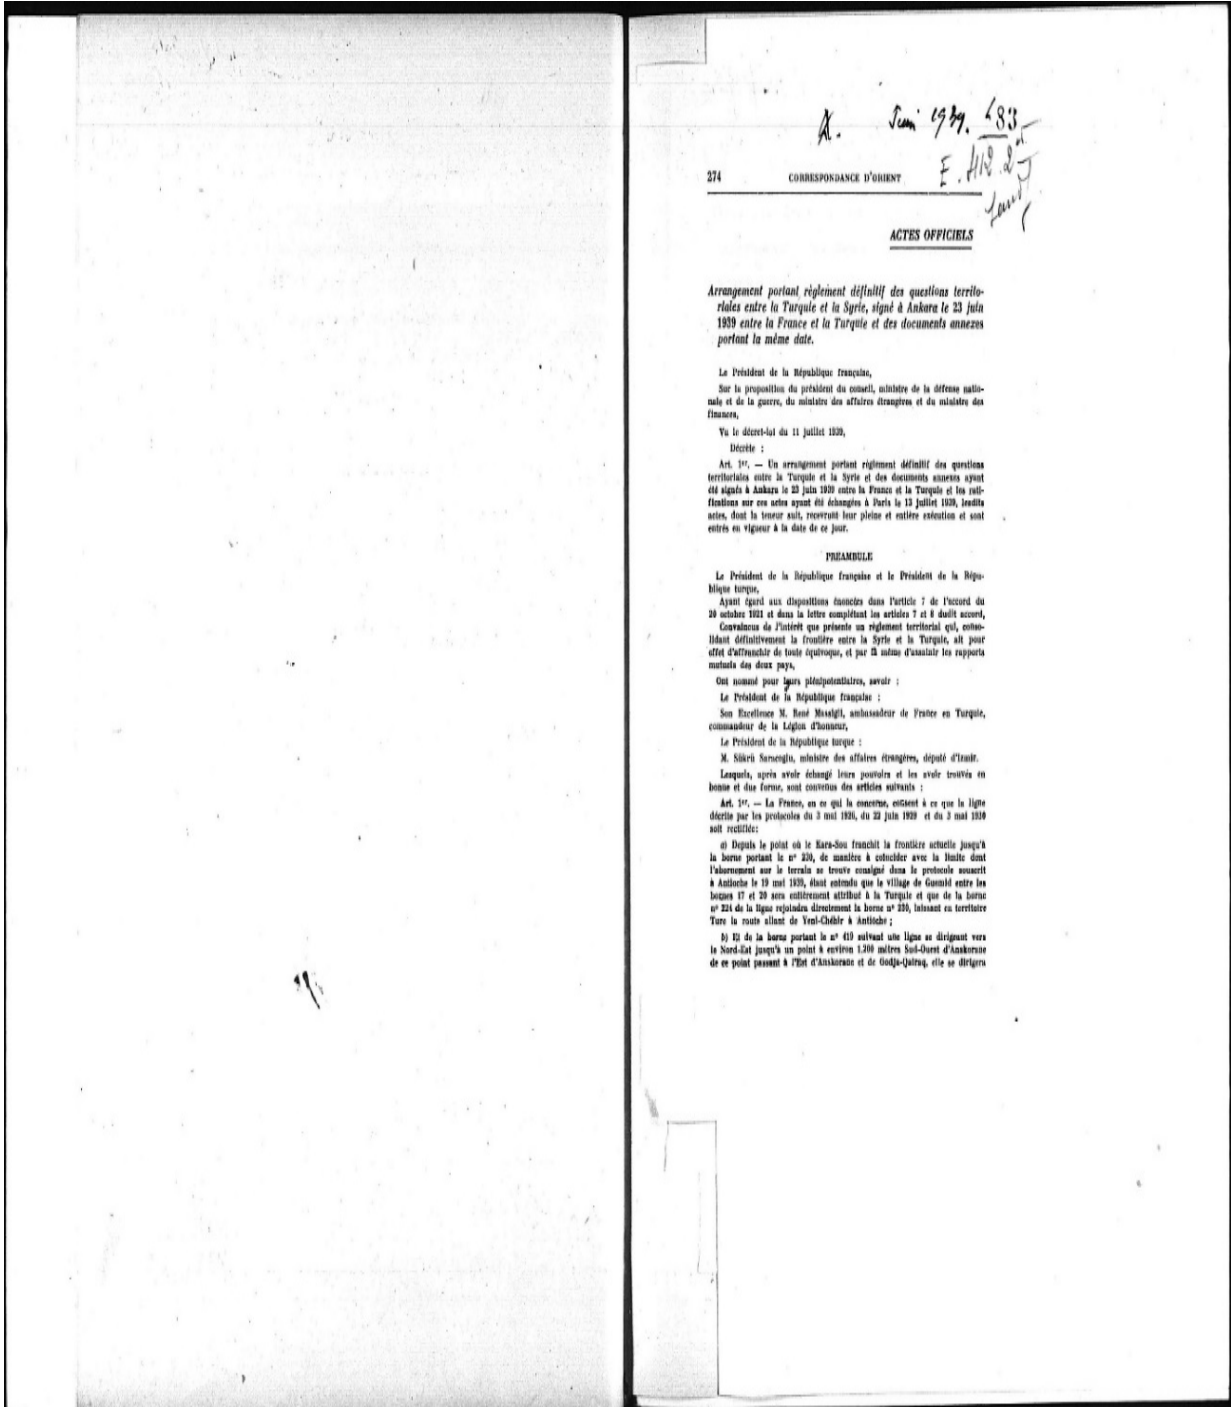 Juin 1939. 483
274 CORRESPONDANCE D'ORIENT
E. 412.2
ACTES OFFICIELS
Arrangement portant règlement définitif des questions territo-
riales entre la Turquie et la Syrie, signé à Ankara le 23 juin
1939 entre la France et la Turquie et des documents annexes
portant la même date.
Le Président de la République française,
Sur la proposition du président du conseil, ministre de la défense natio-
nale et de la guerre, du ministre des affaires étrangères et du ministre des
finances,
Vu le décret-loi du 11 juillet 1939,
Décrète :
Art. 1er. — Un arrangement portant règlement définitif des questions
territoriales entre la Turquie et la Syrie et des documents annexes ayant
été signés à Ankara le 23 juin 1939 entre la France et la Turquie et les rati-
fications sur ces actes ayant été échangées à Paris le 13 juillet 1939, lesdits
actes, dont la teneur suit, recevront leur pleine et entière exécution et sont
entrés en vigueur à la date de ce jour.
PREAMBULE
Le Président de la République française et le Président de la Répu-
blique turque,
Ayant égard aux dispositions énoncées dans l'article 7 de l'accord du
20 octobre 1921 et dans la lettre complétant les articles 7 et 8 dudit accord,
Convaincus de l'intérêt que présente un règlement territorial qui, conso-
lidant définitivement la frontière entre la Syrie et la Turquie, ait pour
effet d'affranchir de toute équivoque, et par là même d'assainir les rapports
mutuels des deux pays,
Ont nommé pour leurs plénipotentiaires, savoir :
Le Président de la République française :
Son Excellence M. René Massigli, ambassadeur de France en Turquie,
commandeur de la Légion d'honneur,
Le Président de la République turque :
M. Sükrü Saracoglu, ministre des affaires étrangères, député d'Izmir.
Lesquels, après avoir échangé leurs pouvoirs et les avoir trouvés en
bonne et due forme, sont convenus des articles suivants :
Art. 1er. — La France, en ce qui la concerne, consent à ce que la ligne
décrite par les protocoles du 3 mai 1926, du 22 juin 1929 et du 3 mai 1930
soit rectifiée:
a) Depuis le point où le Kara-Sou franchit la frontière actuelle jusqu'à
la borne portant le n° 230, de manière à coïncider avec la limite dont
l'abornement sur le terrain se trouve consigné dans le protocole souscrit
à Antioche le 19 mai 1939, étant entendu que le village de Guenuld entre les
bornes 17 et 20 sera entièrement attribué à la Turquie et que de la borne
n° 224 de la ligne rejoindra directement la borne n° 230, laissant en territoire
Turc la route allant de Yeni-Chéhir à Antioche ;
b) Et de la borne portant le n° 419 suivant une ligne se dirigeant vers
le Nord-Est jusqu'à un point à environ 1.200 mètres Sud-Ouest d'Anskorane
de ce point passant à l'Est d'Anskorane et de Godja-Qairaq, elle se dirigera